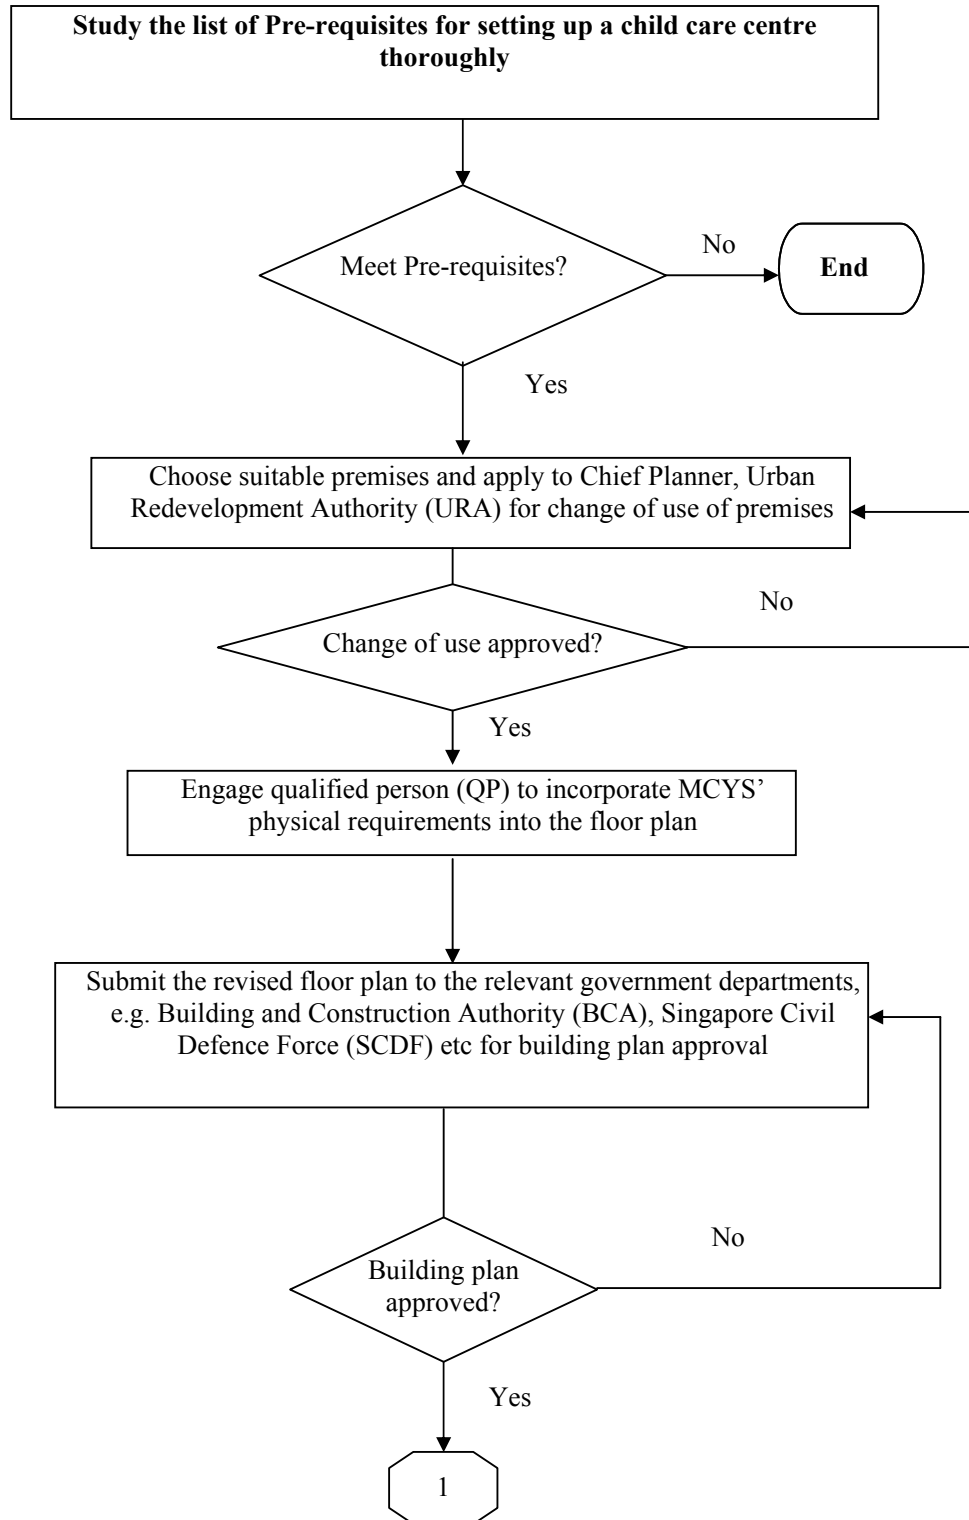 Study the list of Pre-requisites for setting up a child care centre
thoroughly
Meet Pre-requisites?
No
End
Yes
Choose suitable premises and apply to Chief Planner, Urban
Redevelopment Authority (URA) for change of use of premises
No
Change of use approved?
Yes
Engage qualified person (QP) to incorporate MCYS’
physical requirements into the floor plan
Submit the revised floor plan to the relevant government departments,
e.g. Building and Construction Authority (BCA), Singapore Civil
Defence Force (SCDF) etc for building plan approval
No
Building plan
approved?
Yes
1